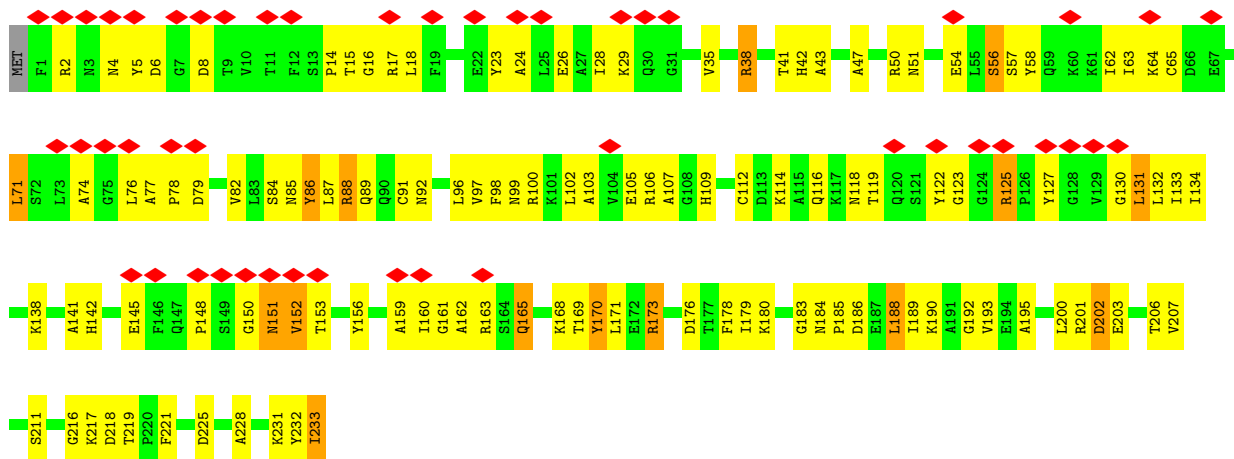 MET F1 R2 N3 N4 Y5 D6 G7 D8 T9 V10 T11 F12 S13 P14 T15 G16 R17 L18 F19 E22 Y23 A24 L25 E26 A27 I28 K29 Q30 G31 V35 R38 T41 H42 A43 A47 R50 N51 E54 L55 S56 S57 Y58 Q59 K60 K61 I62 I63 K64 C65 D66 E67
L71 S72 L73 A74 G75 L76 A77 P78 D79 V82 L83 S84 N85 Y86 L87 R88 Q89 Q90 C91 N92 L96 V97 F98 N99 R100 K101 L102 A103 V104 E105 R106 A107 G108 H109 C112 D113 K114 A115 Q116 K117 N118 T119 Q120 S121 Y122 G123 G124 R125 P126 Y127 G128 V129 G130 L131 L132 I133 I134
K138 A141 H142 E145 F146 Q147 P148 S149 G150 N151 V152 T153 Y156 A159 I160 G161 A162 R163 S164 Q165 K168 T169 Y170 L171 E172 R173 D176 T177 F178 I179 K180 G183 N184 P185 D186 E187 L188 I189 K190 A191 G192 V193 E194 A195 L200 R201 D202 E203 T206 V207
S211 G216 K217 D218 T219 P220 F221 D225 A228 K231 Y232 I233